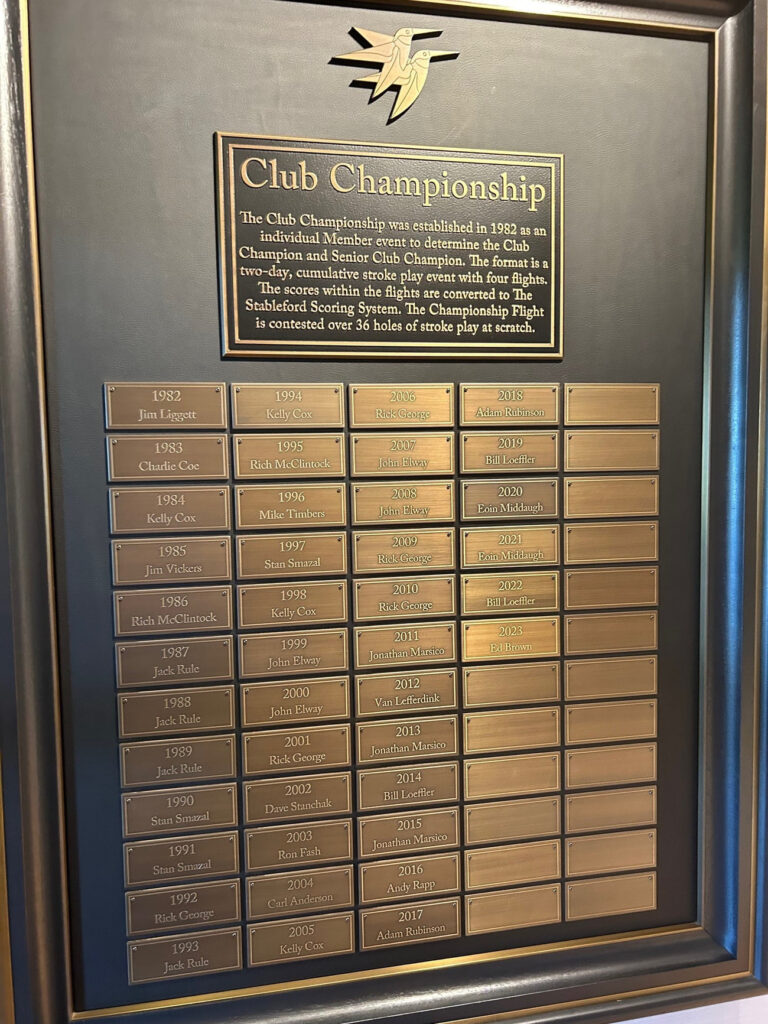 Club Championship
The Club Championship was established in 1982 as an
individual Member event to determine the Club
Champion and Senior Club Champion. The format is a
two-day, cumulative stroke play event with four flights.
The scores within the flights are converted to The
Stableford Scoring System. The Championship Flight
is contested over 36 holes of stroke play at scratch.
1982
Jim Liggett
1983
Charlie Coe
1984
Kelly Cox
1985
Jim Vickers
1986
Rich McClintock
1987
Jack Rule
1988
Jack Rule
1989
Jack Rule
1990
Stan Smazal
1991
Stan Smazal
1992
Rick George
1993
Jack Rule
1994
Kelly Cox
1995
Rich McClintock
1996
Mike Timbers
1997
Stan Smazal
1998
Kelly Cox
1999
John Elway
2000
John Elway
2001
Rick George
2002
Dave Stanchak
2003
Ron Fash
2004
Carl Anderson
2005
Kelly Cox
2006
Rick George
2007
John Elway
2008
John Elway
2009
Rick George
2010
Rick George
2011
Jonathan Marsico
2012
Van Lefferdink
2013
Jonathan Marsico
2014
Bill Loeffler
2015
Jonathan Marsico
2016
Andy Rapp
2017
Adam Rubinson
2018
Adam Rubinson
2019
Bill Loeffler
2020
Eoin Middaugh
2021
Eoin Middaugh
2022
Bill Loeffler
2023
Ed Brown